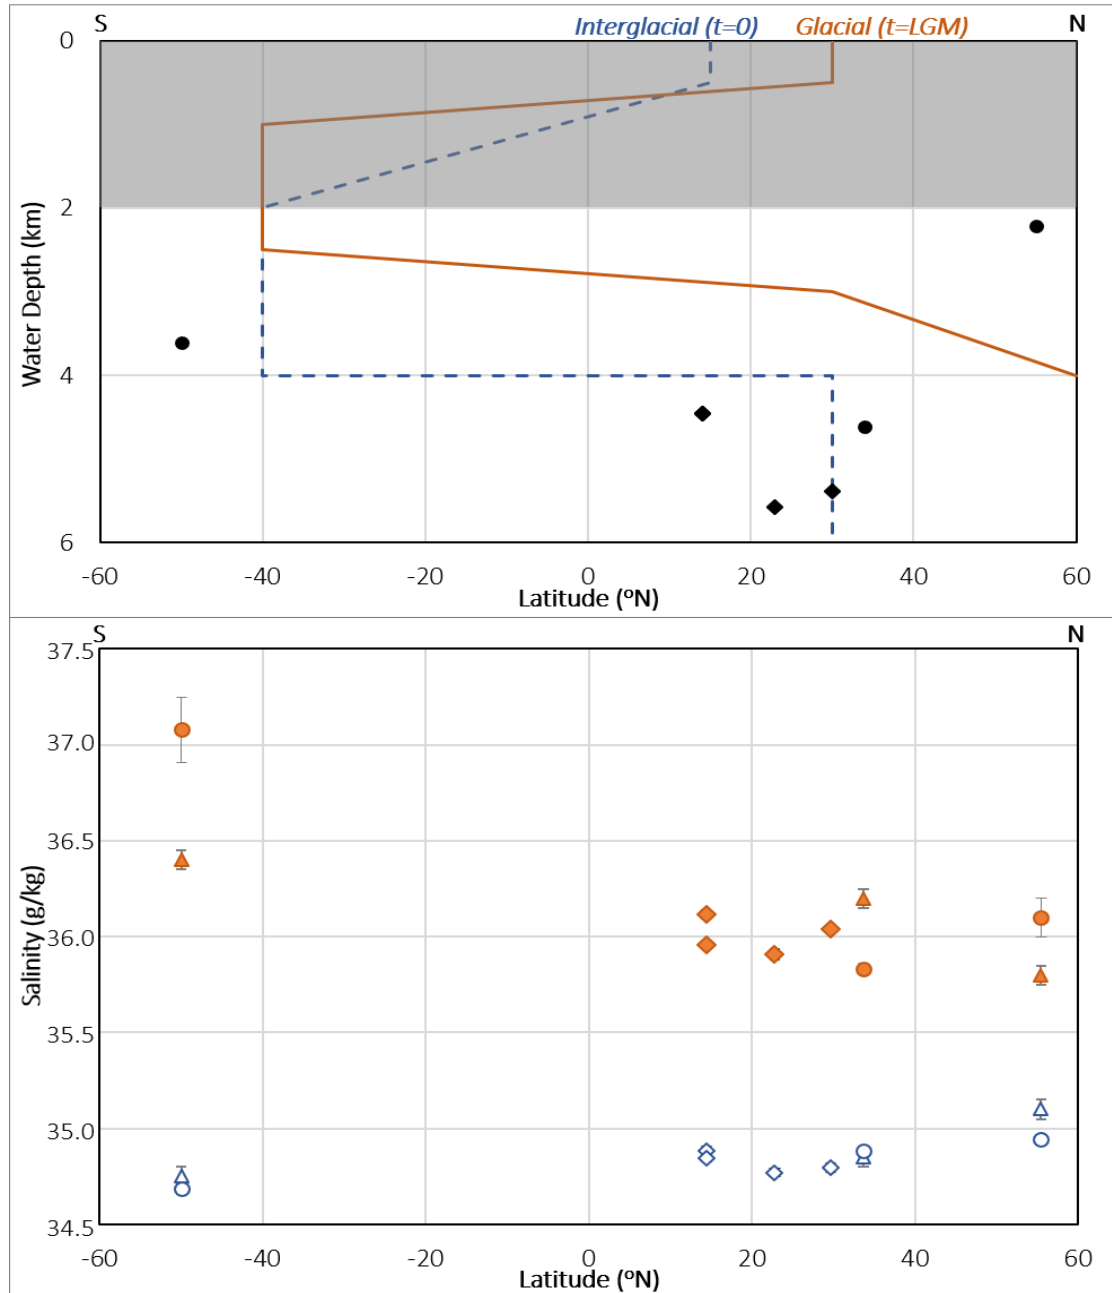 S N
Interglacial (t=0) Glacial (t=LGM)
0
2
4
6
Water Depth (km)
-60 -40 -20 0 20 40 60
Latitude (ºN)
S N
37.5
37.0
36.5
36.0
35.5
35.0
34.5
Salinity (g/kg)
-60 -40 -20 0 20 40 60
Latitude (ºN)